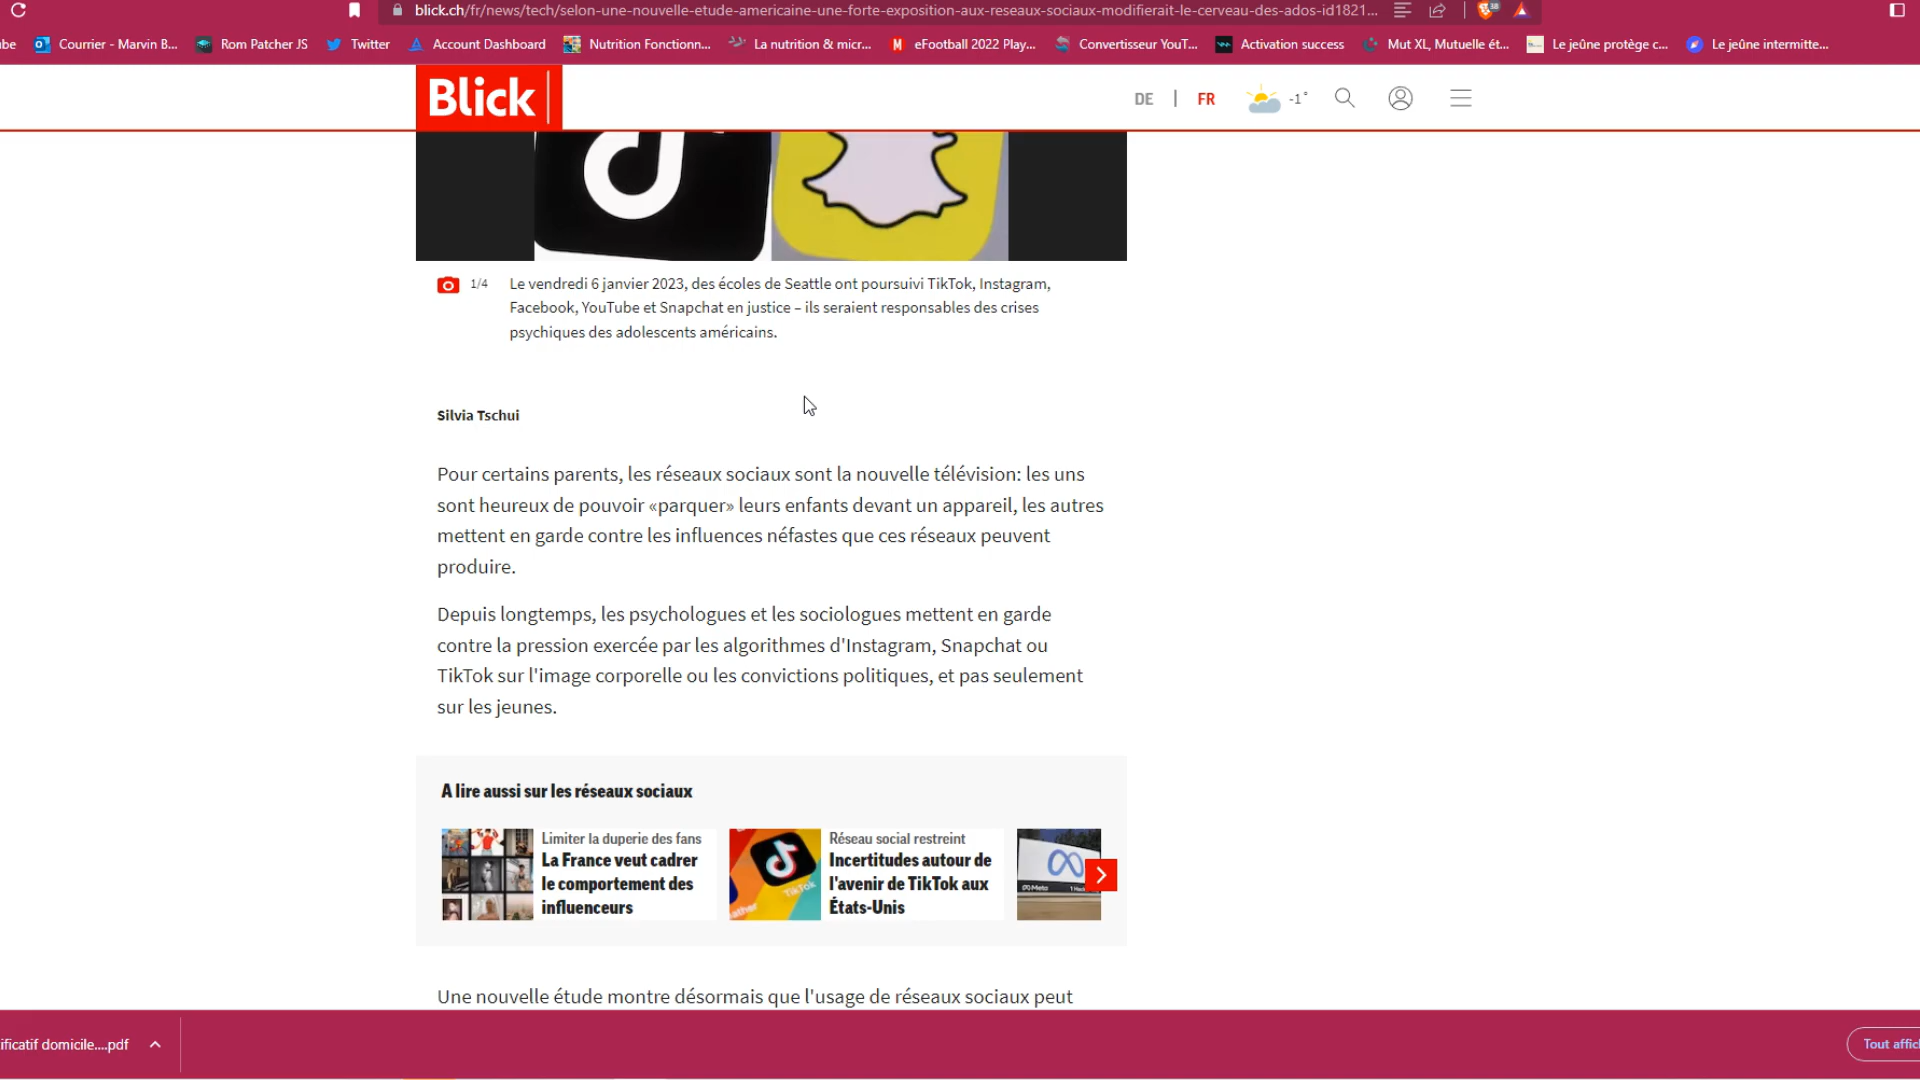 blick.ch/fr/news/tech/selon-une-nouvelle-etude-americaine-une-forte-exposition-aux-reseaux-sociaux-modifierait-le-cerveau-des-ados-id1821...
38
be Courrier - Marvin B... Rom Patcher JS Twitter Account Dashboard Nutrition Fonctionn... La nutrition & micr... eFootball 2022 Play... Convertisseur YouT... Activation success Mut XL, Mutuelle ét... Le jeûne protège c... Le jeûne intermitte...
Blick
DE | FR -1°
1/4 Le vendredi 6 janvier 2023, des écoles de Seattle ont poursuivi TikTok, Instagram,
Facebook, YouTube et Snapchat en justice – ils seraient responsables des crises
psychiques des adolescents américains.
Silvia Tschui
Pour certains parents, les réseaux sociaux sont la nouvelle télévision: les uns
sont heureux de pouvoir «parquer» leurs enfants devant un appareil, les autres
mettent en garde contre les influences néfastes que ces réseaux peuvent
produire.
Depuis longtemps, les psychologues et les sociologues mettent en garde
contre la pression exercée par les algorithmes d'Instagram, Snapchat ou
TikTok sur l'image corporelle ou les convictions politiques, et pas seulement
sur les jeunes.
A lire aussi sur les réseaux sociaux
Limiter la duperie des fans
La France veut cadrer
le comportement des
influenceurs
TikTok
Réseau social restreint
Incertitudes autour de
l'avenir de TikTok aux
États-Unis
Meta
Une nouvelle étude montre désormais que l'usage de réseaux sociaux peut
ificatif domicile....pdf
Tout affic